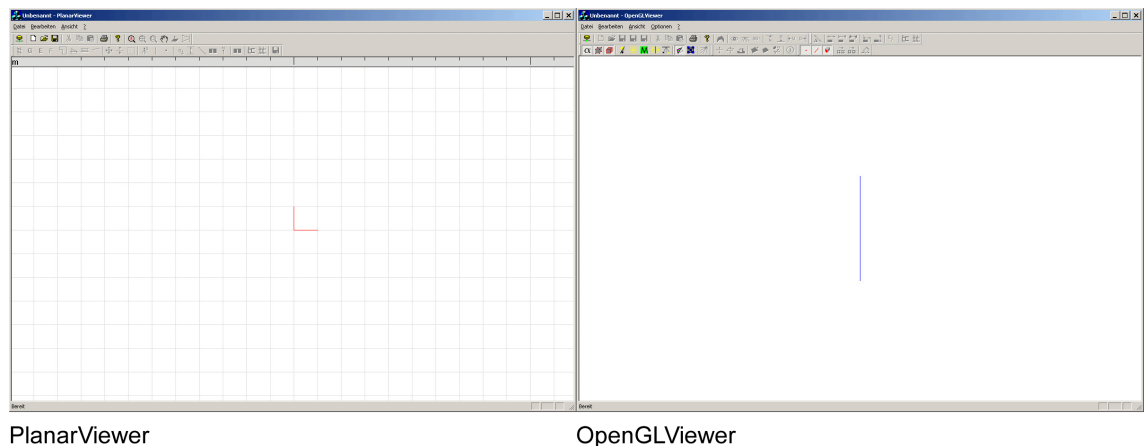 Unbenannt - PlanarViewer
Datei Bearbeiten Ansicht ?
m
Bereit
Unbenannt - OpenGLViewer
Datei Bearbeiten Ansicht Optionen ?
α
M
Bereit
PlanarViewer
OpenGLViewer